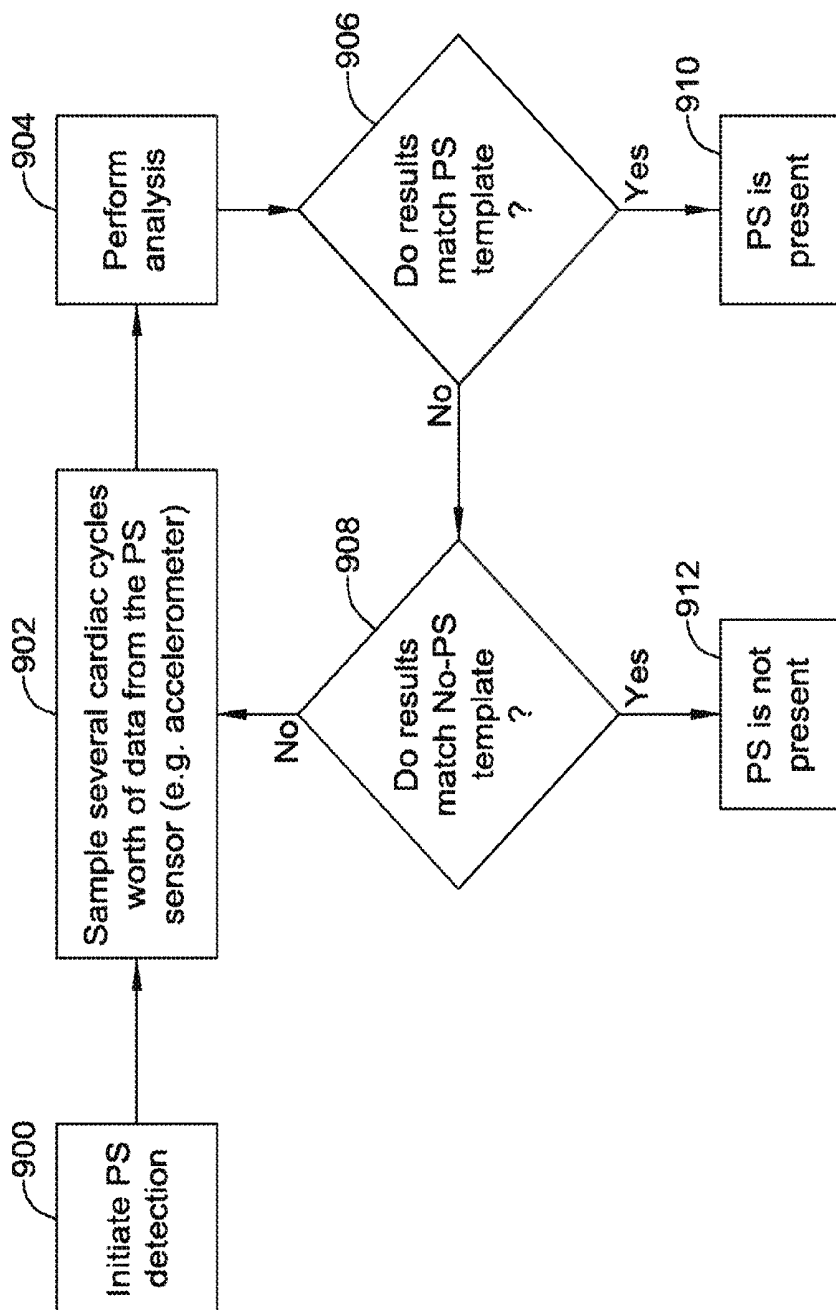 900
Initiate PS
detection
902
Sample several cardiac cycles
worth of data from the PS
sensor (e.g. accelerometer)
904
Perform
analysis
906
Do results
match PS
template
?
No
Yes
908
Do results
match No-PS
template
?
No
Yes
910
PS is
present
912
PS is not
present